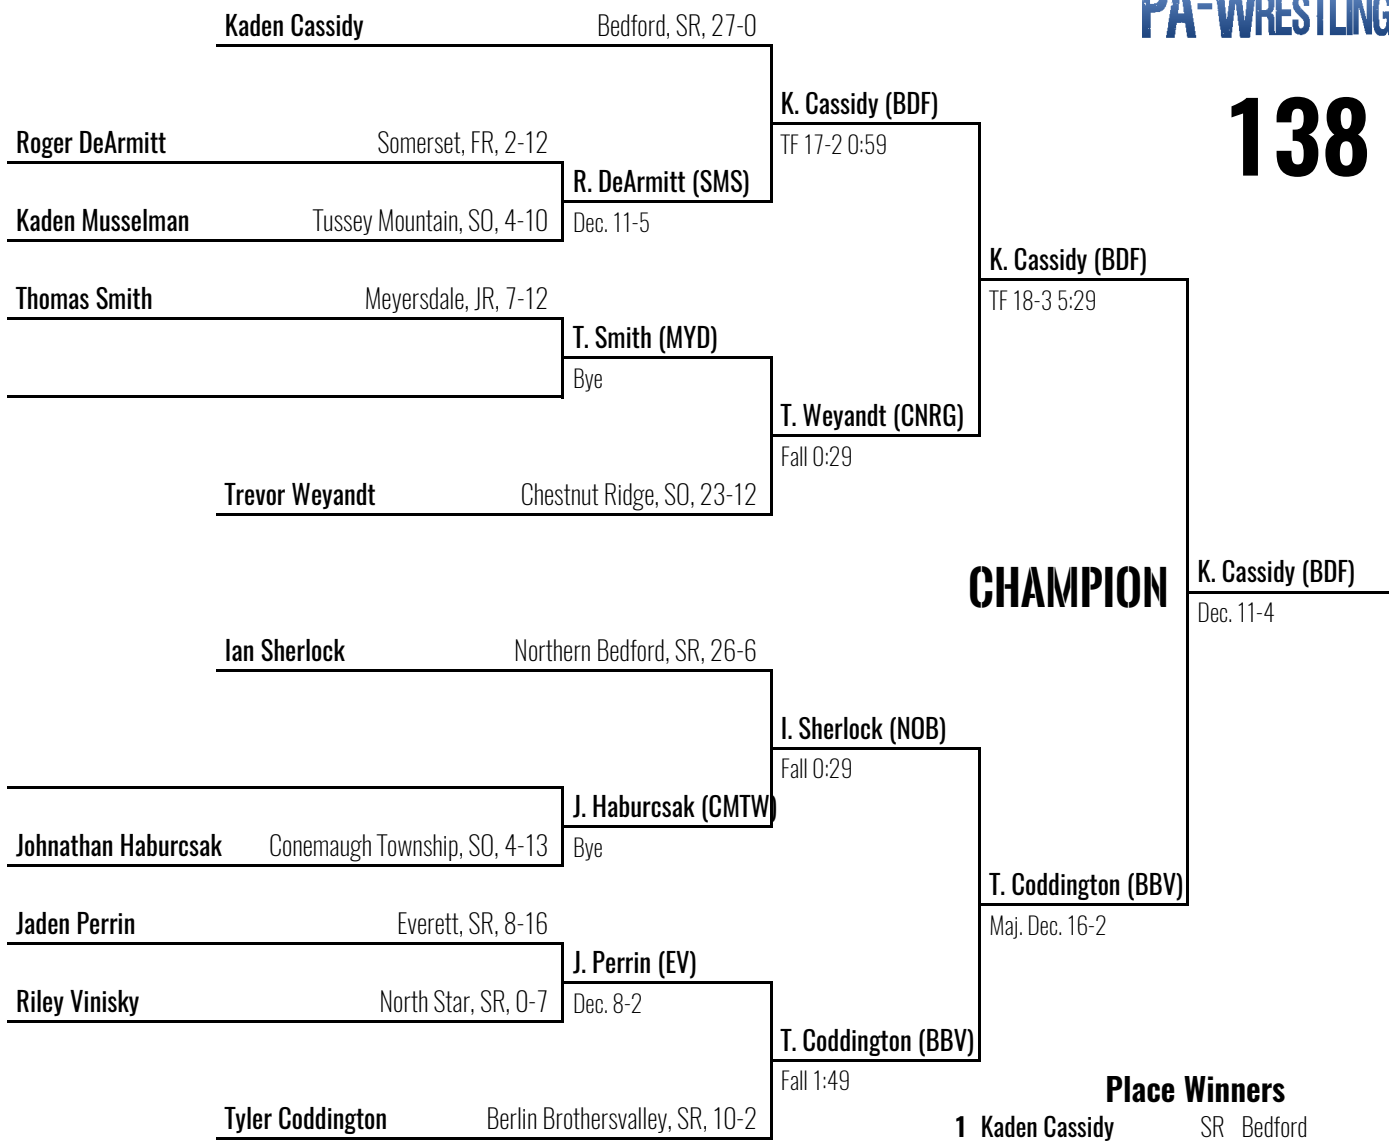 PA-WRESTLING
138
Kaden Cassidy Bedford, SR, 27-0
K. Cassidy (BDF)
TF 17-2 0:59
Roger DeArmitt Somerset, FR, 2-12
R. DeArmitt (SMS)
Dec. 11-5
Kaden Musselman Tussey Mountain, SO, 4-10
K. Cassidy (BDF)
TF 18-3 5:29
Thomas Smith Meyersdale, JR, 7-12
T. Smith (MYD)
Bye
T. Weyandt (CNRG)
Fall 0:29
Trevor Weyandt Chestnut Ridge, SO, 23-12
CHAMPION
K. Cassidy (BDF)
Dec. 11-4
Ian Sherlock Northern Bedford, SR, 26-6
I. Sherlock (NOB)
Fall 0:29
J. Haburcsak (CMTW)
Bye
Johnathan Haburcsak Conemaugh Township, SO, 4-13
T. Coddington (BBV)
Maj. Dec. 16-2
Jaden Perrin Everett, SR, 8-16
J. Perrin (EV)
Dec. 8-2
Riley Vinisky North Star, SR, 0-7
T. Coddington (BBV)
Fall 1:49
Tyler Coddington Berlin Brothersvalley, SR, 10-2
Place Winners
1 Kaden Cassidy SR Bedford